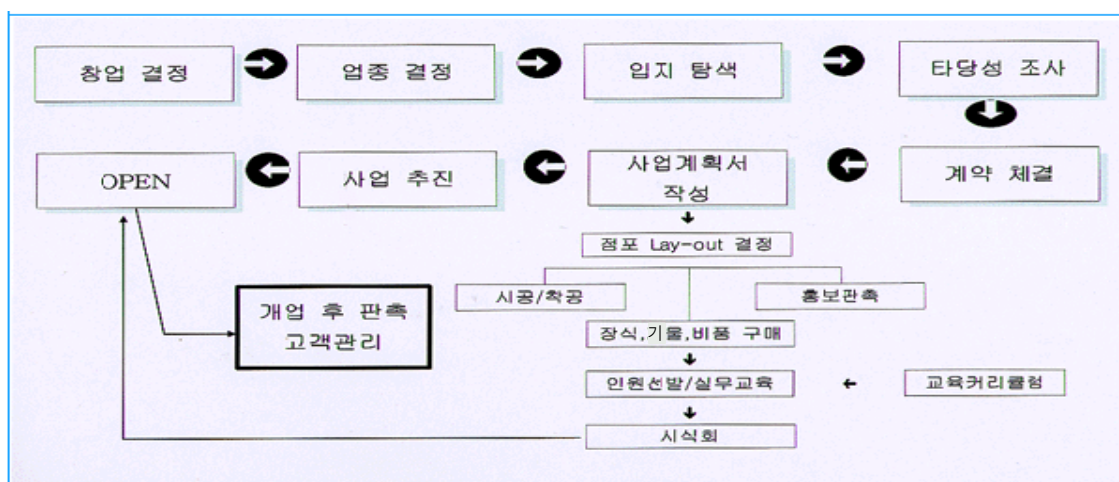 창업 결정
업종 결정
입지 탐색
타당성 조사
OPEN
사업 추진
사업계획서
작성
계약 체결
점포 Lay-out 결정
시공/착공
홍보판촉
개업 후 판촉
고객관리
장식,기물,비품 구매
인원선발/실무교육
교육커리큘럼
시식회